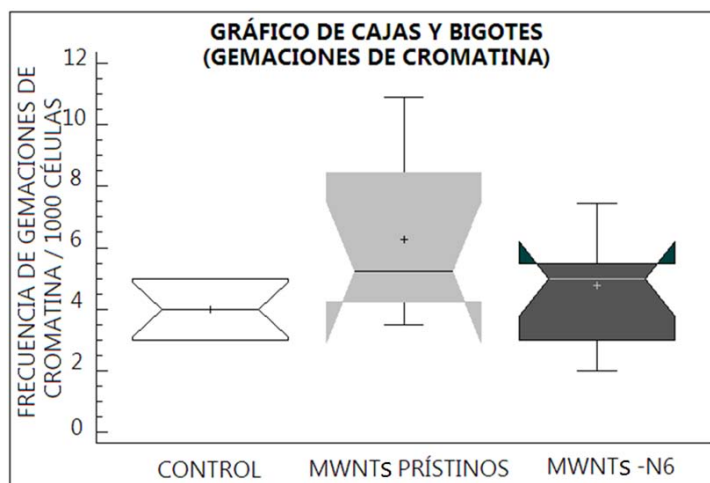 GRÁFICO DE CAJAS Y BIGOTES
(GEMACIONES DE CROMATINA)
FRECUENCIA DE GEMACIONES DE
CROMATINA / 1000 CÉLULAS
12
10
8
6
4
2
0
CONTROL
MWNTs PRÍSTINOS
MWNTs -N6